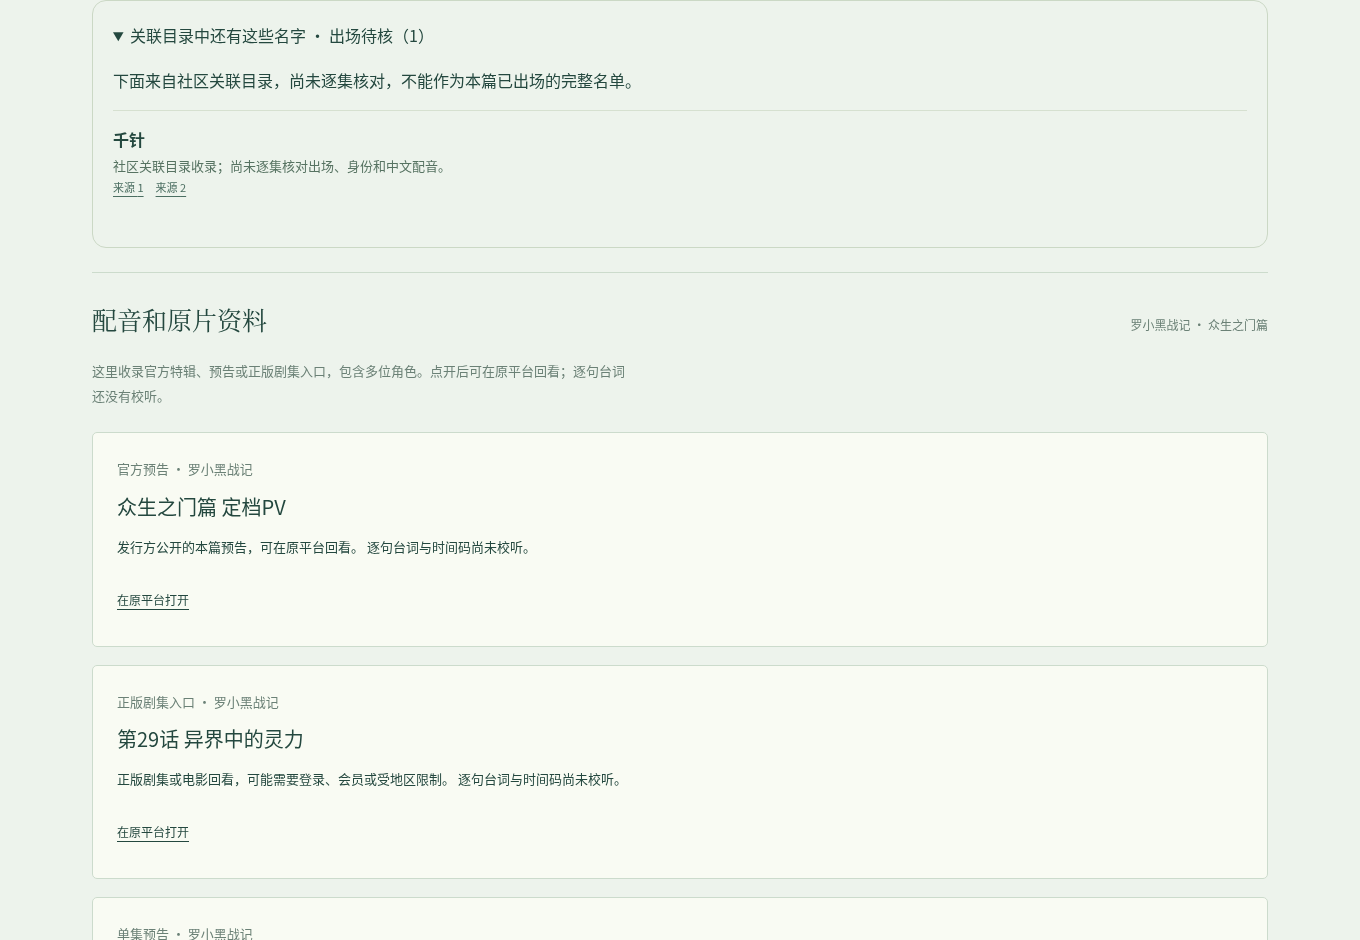 ▼ 关联目录中还有这些名字 · 出场待核（1）
下面来自社区关联目录，尚未逐集核对，不能作为本篇已出场的完整名单。
千针
社区关联目录收录；尚未逐集核对出场、身份和中文配音。
来源 1 来源 2
配音和原片资料
罗小黑战记 · 众生之门篇
这里收录官方特辑、预告或正版剧集入口，包含多位角色。点开后可在原平台回看；逐句台词
还没有校听。
官方预告 · 罗小黑战记
众生之门篇 定档PV
发行方公开的本篇预告，可在原平台回看。 逐句台词与时间码尚未校听。
在原平台打开
正版剧集入口 · 罗小黑战记
第29话 异界中的灵力
正版剧集或电影回看，可能需要登录、会员或受地区限制。 逐句台词与时间码尚未校听。
在原平台打开
单集预告 · 罗小黑战记